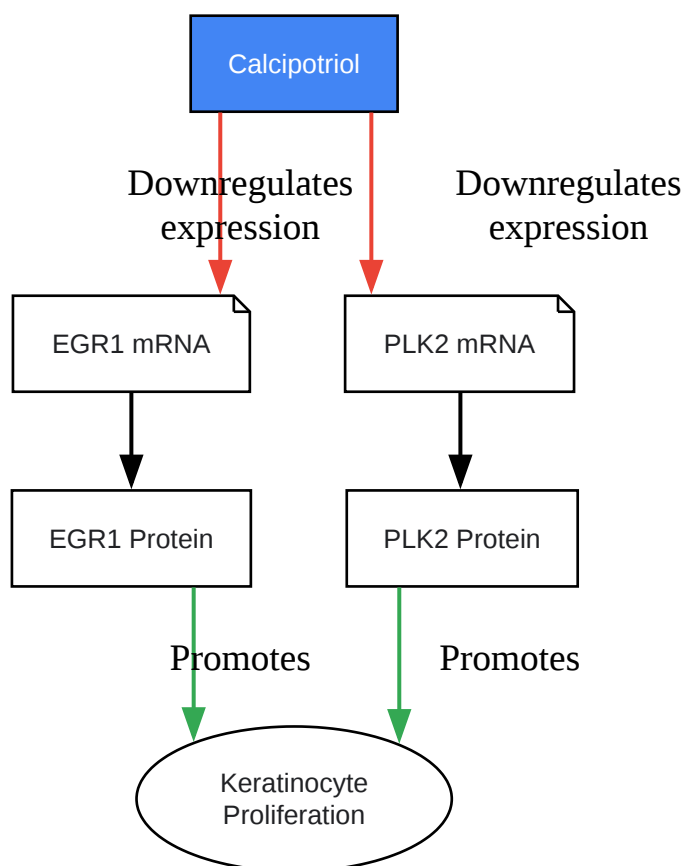 Calcipotriol
Downregulates
expression
Downregulates
expression
EGR1 mRNA
PLK2 mRNA
EGR1 Protein
PLK2 Protein
Promotes
Promotes
Keratinocyte
Proliferation